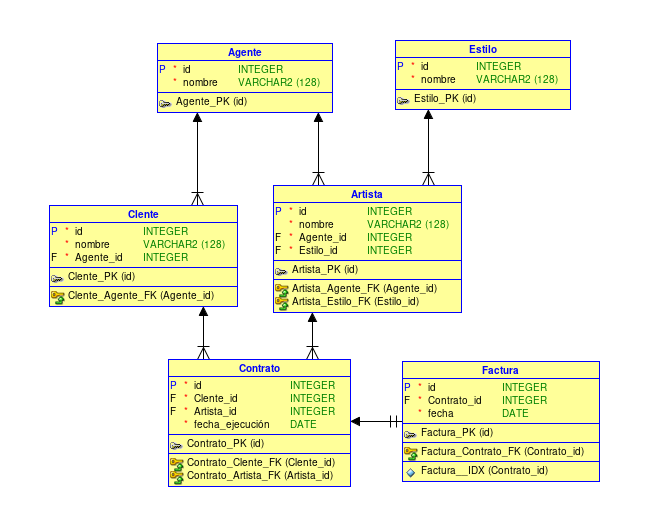 Agente
P * id INTEGER
* nombre VARCHAR2 (128)
Agente_PK (id)
Estilo
P * id INTEGER
* nombre VARCHAR2 (128)
Estilo_PK (id)
Clente
P * id INTEGER
* nombre VARCHAR2 (128)
F * Agente_id INTEGER
Clente_PK (id)
Clente_Agente_FK (Agente_id)
Artista
P * id INTEGER
* nombre VARCHAR2 (128)
F * Agente_id INTEGER
F * Estilo_id INTEGER
Artista_PK (id)
Artista_Agente_FK (Agente_id)
Artista_Estilo_FK (Estilo_id)
Contrato
P * id INTEGER
F * Clente_id INTEGER
F * Artista_id INTEGER
* fecha_ejecución DATE
Contrato_PK (id)
Contrato_Clente_FK (Clente_id)
Contrato_Artista_FK (Artista_id)
Factura
P * id INTEGER
F * Contrato_id INTEGER
* fecha DATE
Factura_PK (id)
Factura_Contrato_FK (Contrato_id)
Factura__IDX (Contrato_id)